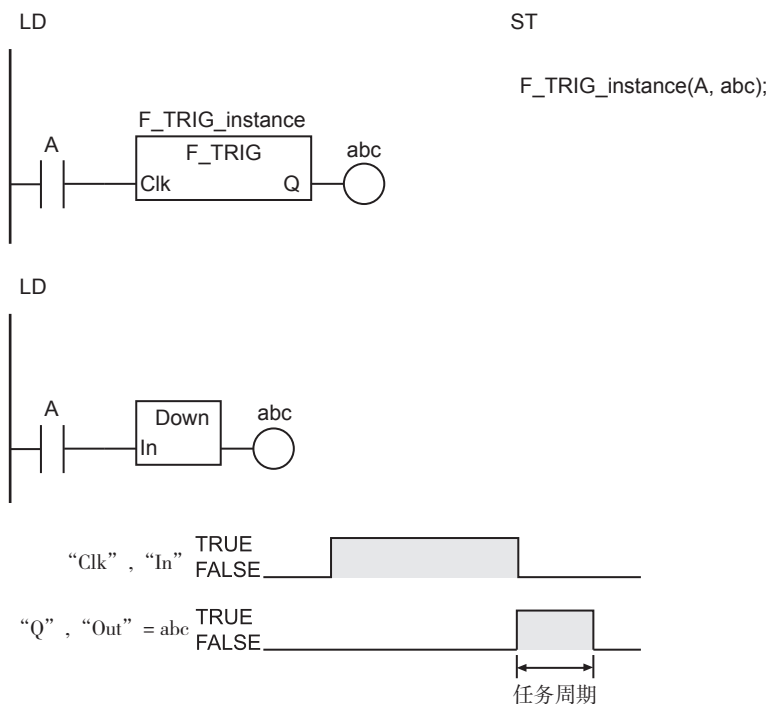 LD
ST
F_TRIG_instance(A, abc);
F_TRIG_instance
A
F_TRIG
abc
Clk
Q
LD
A
Down
abc
In
“Clk” , “In” TRUE
FALSE
“Q” , “Out” = abc TRUE
FALSE
任务周期